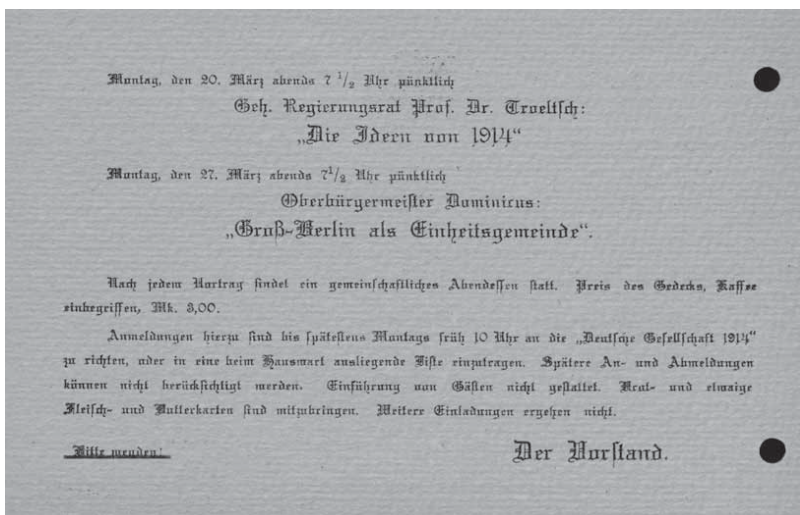 Montag, den 20. März abends 7 1/2 Uhr pünktlich
Geh. Regierungsrat Prof. Dr. Troeltsch:
„Die Ideen von 1914“
Montag, den 27. März abends 7 1/2 Uhr pünktlich
Oberbürgermeister Dominicus:
„Groß-Berlin als Einheitsgemeinde“.
Nach jedem Vortrag findet ein gemeinschaftliches Abendessen statt. Preis des Gedecks, Kaffee
einbegriffen, Mk. 3,00.
Anmeldungen hierzu sind bis spätestens Montags früh 10 Uhr an die „Deutsche Gesellschaft 1914“
zu richten, oder in eine beim Hauswart ausliegende Liste einzutragen. Spätere An- und Abmeldungen
können nicht berücksichtigt werden. Einführung von Gästen nicht gestattet. Brot- und etwaige
Fleisch- und Butterkarten sind mitzubringen. Weitere Einladungen ergehen nicht.
Bitte wenden!
Der Vorstand.